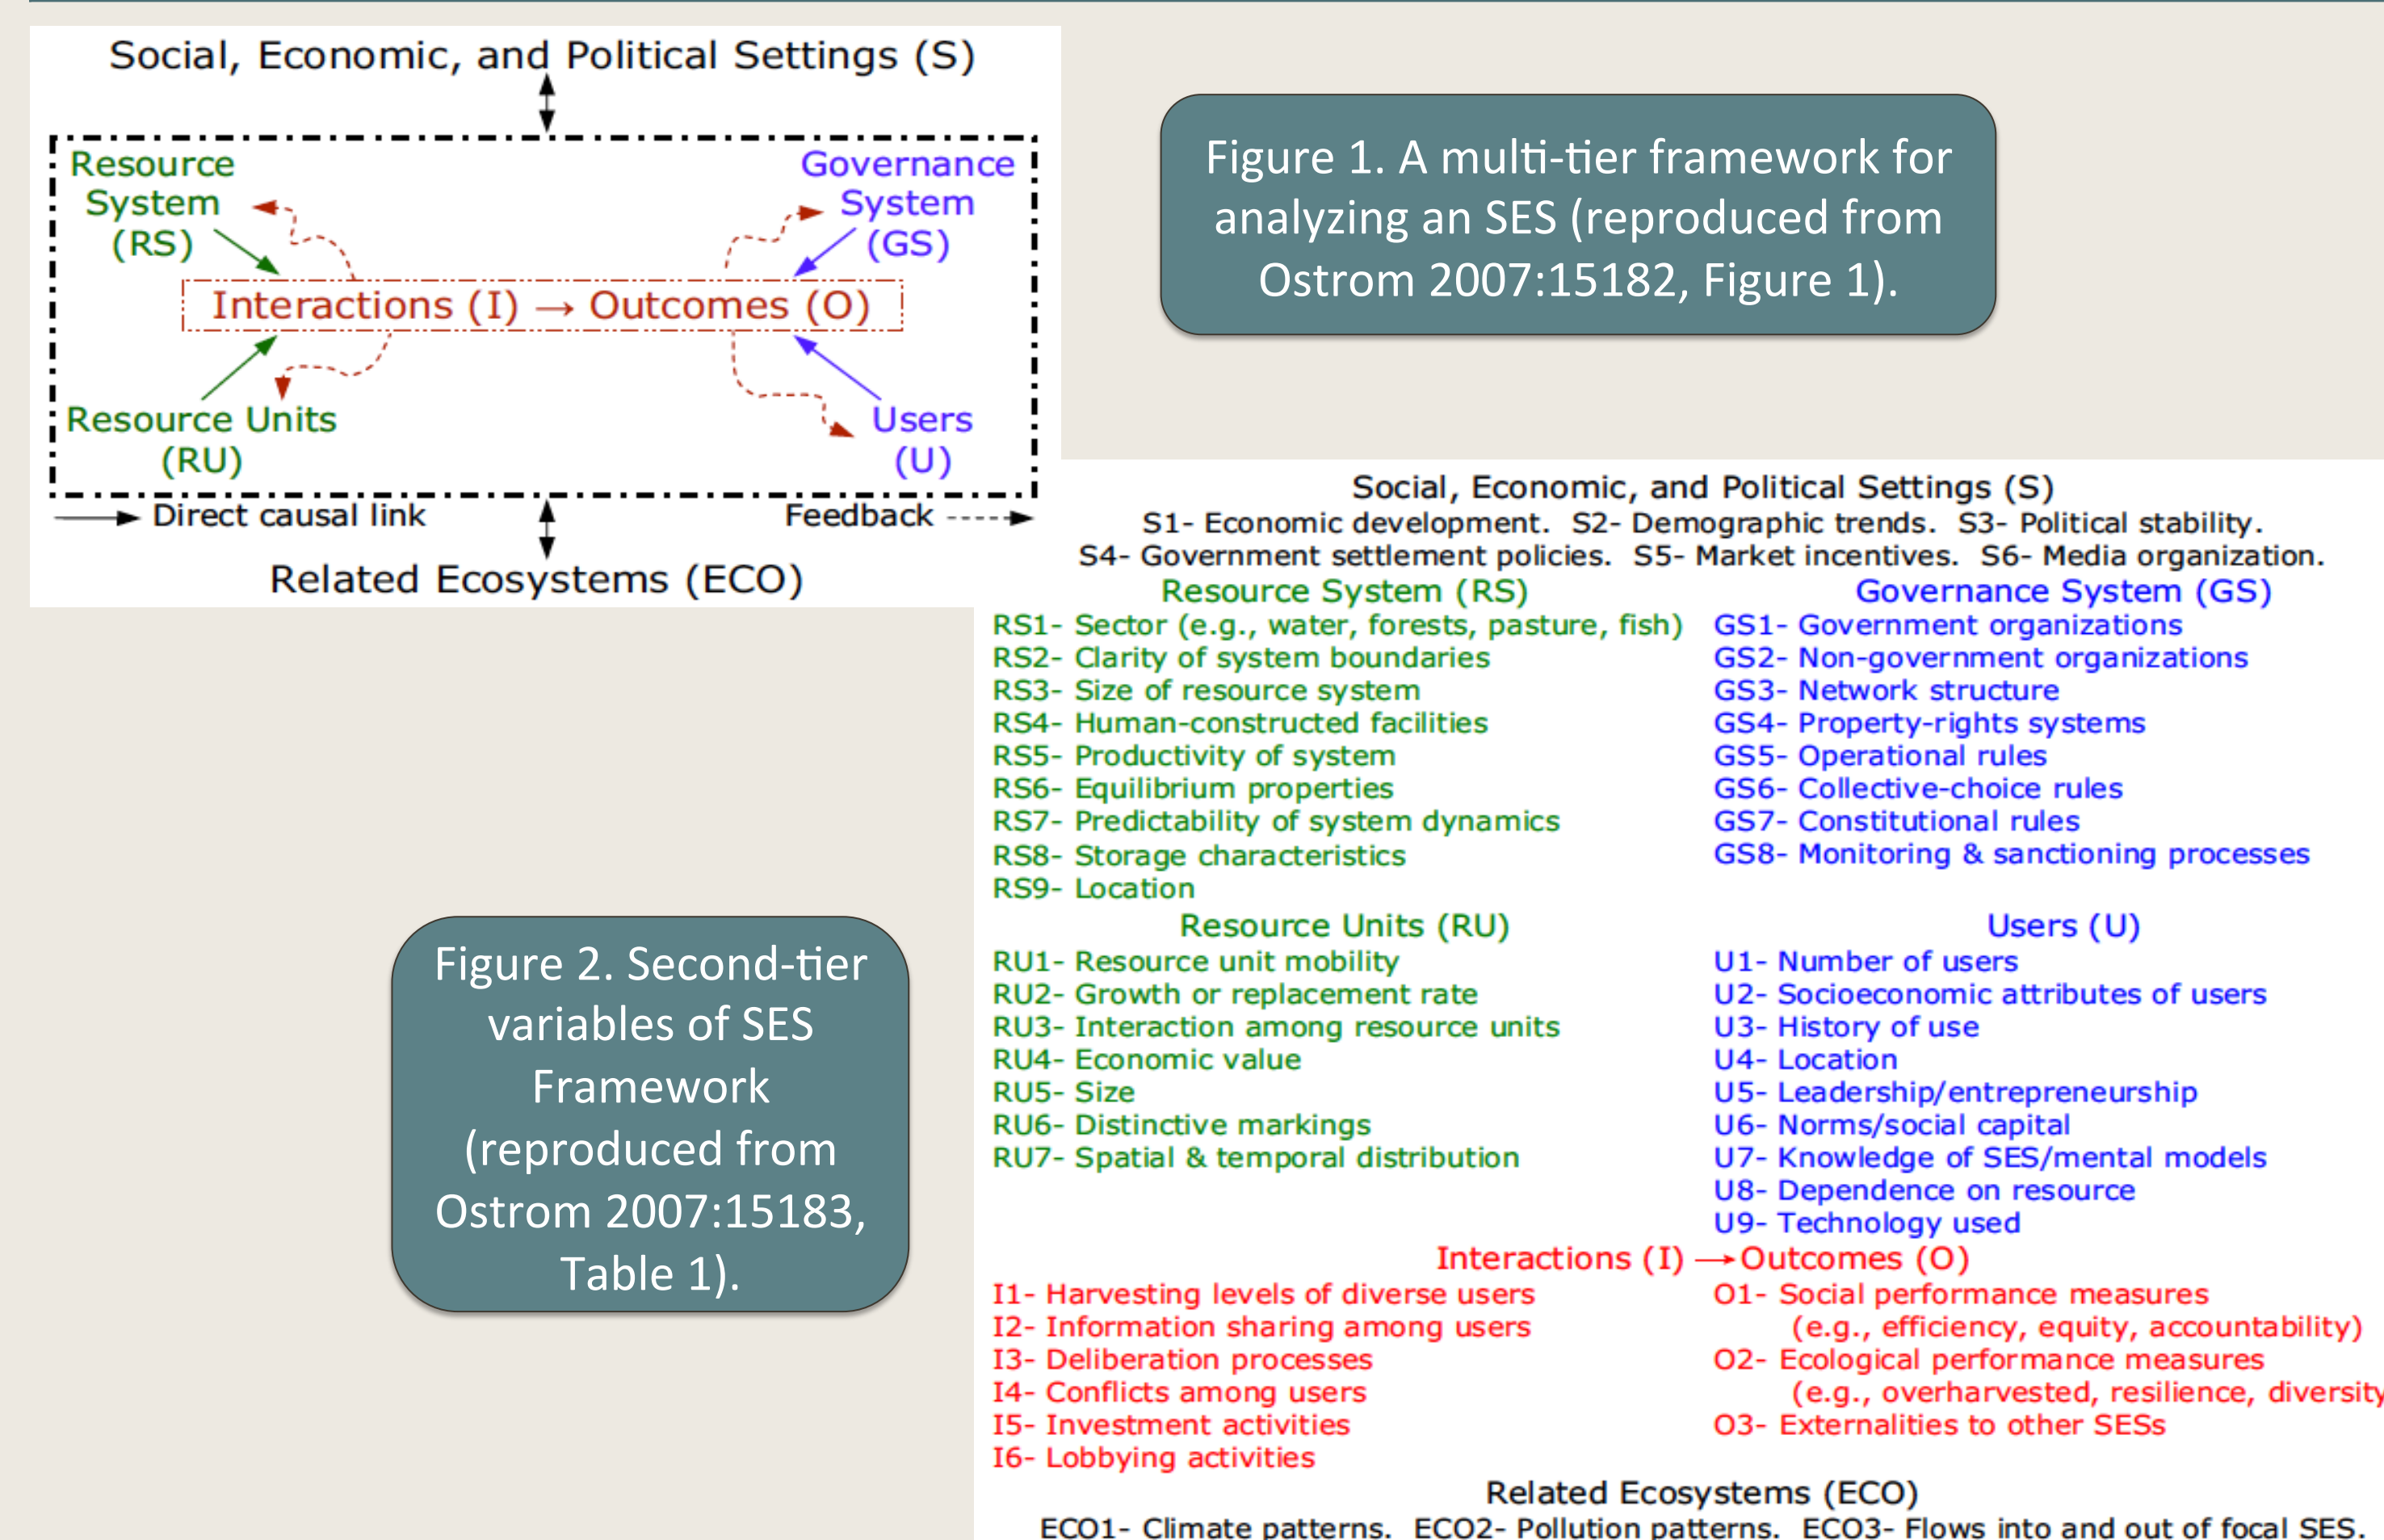 Social, Economic, and Political Settings (S)
Resource
System
(RS)
Governance
System
(GS)
Interactions (I) → Outcomes (O)
Resource Units
(RU)
Users
(U)
Direct causal link
Feedback
Related Ecosystems (ECO)
Figure 1. A multi-tier framework for
analyzing an SES (reproduced from
Ostrom 2007:15182, Figure 1).
Figure 2. Second-tier
variables of SES
Framework
(reproduced from
Ostrom 2007:15183,
Table 1).
Social, Economic, and Political Settings (S)
S1- Economic development. S2- Demographic trends. S3- Political stability.
S4- Government settlement policies. S5- Market incentives. S6- Media organization.
Resource System (RS)
RS1- Sector (e.g., water, forests, pasture, fish)
RS2- Clarity of system boundaries
RS3- Size of resource system
RS4- Human-constructed facilities
RS5- Productivity of system
RS6- Equilibrium properties
RS7- Predictability of system dynamics
RS8- Storage characteristics
RS9- Location
Governance System (GS)
GS1- Government organizations
GS2- Non-government organizations
GS3- Network structure
GS4- Property-rights systems
GS5- Operational rules
GS6- Collective-choice rules
GS7- Constitutional rules
GS8- Monitoring & sanctioning processes
Resource Units (RU)
RU1- Resource unit mobility
RU2- Growth or replacement rate
RU3- Interaction among resource units
RU4- Economic value
RU5- Size
RU6- Distinctive markings
RU7- Spatial & temporal distribution
Users (U)
U1- Number of users
U2- Socioeconomic attributes of users
U3- History of use
U4- Location
U5- Leadership/entrepreneurship
U6- Norms/social capital
U7- Knowledge of SES/mental models
U8- Dependence on resource
U9- Technology used
Interactions (I) → Outcomes (O)
I1- Harvesting levels of diverse users
I2- Information sharing among users
I3- Deliberation processes
I4- Conflicts among users
I5- Investment activities
I6- Lobbying activities
O1- Social performance measures
(e.g., efficiency, equity, accountability)
O2- Ecological performance measures
(e.g., overharvested, resilience, diversity
O3- Externalities to other SESs
Related Ecosystems (ECO)
ECO1- Climate patterns. ECO2- Pollution patterns. ECO3- Flows into and out of focal SES.